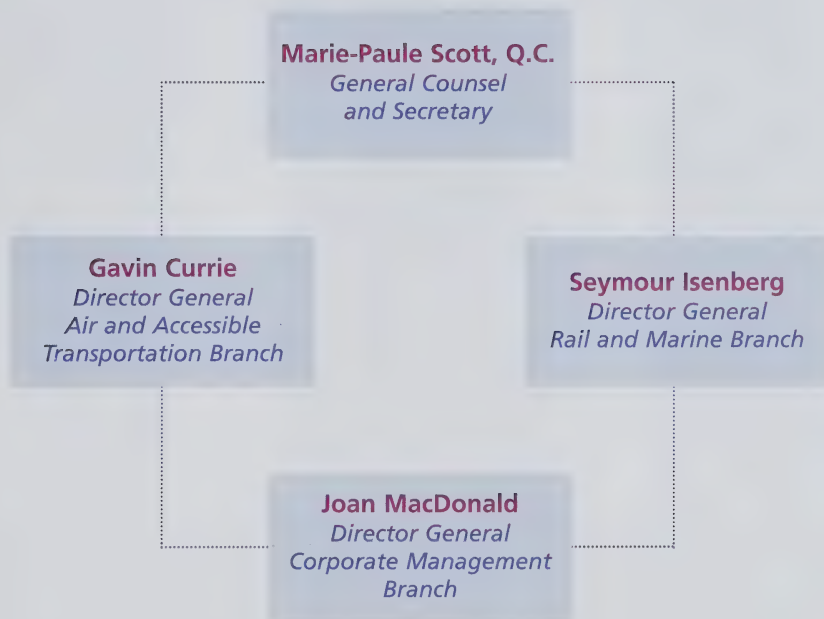 Marie-Paule Scott, Q.C.
General Counsel
and Secretary
Gavin Currie
Director General
Air and Accessible
Transportation Branch
Seymour Isenberg
Director General
Rail and Marine Branch
Joan MacDonald
Director General
Corporate Management
Branch